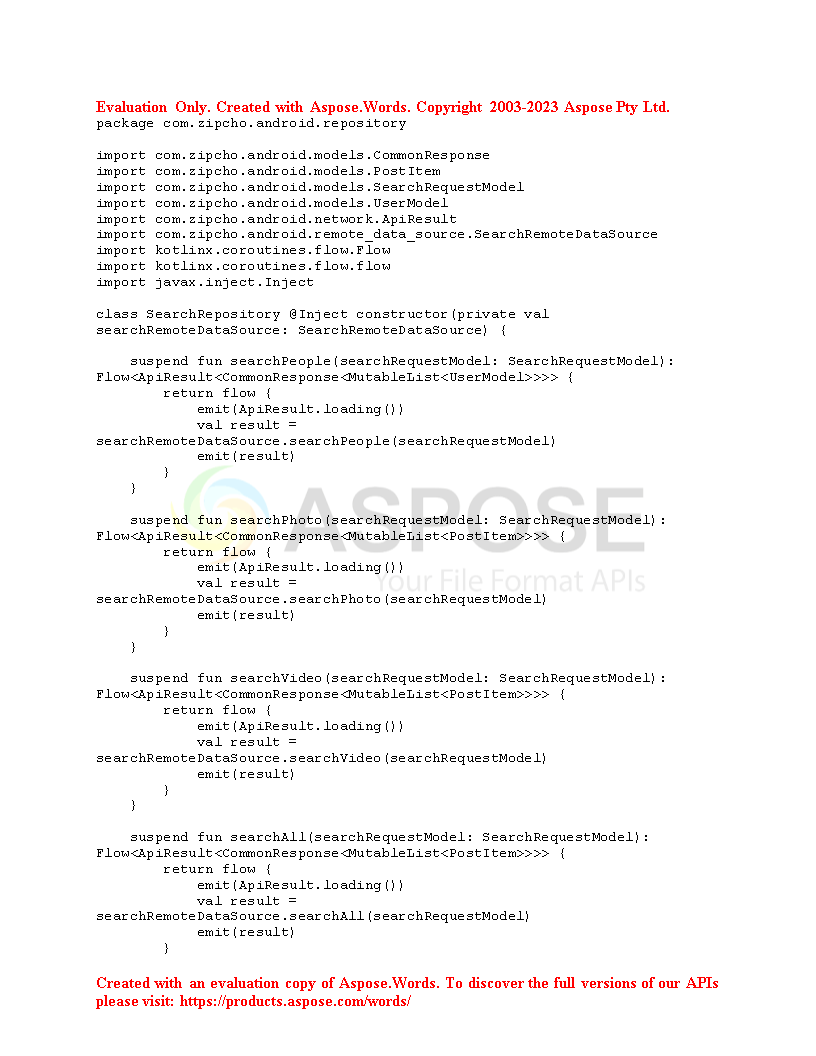 Evaluation Only. Created with Aspose.Words. Copyright 2003-2023 Aspose Pty Ltd.
package com.zipcho.android.repository

import com.zipcho.android.models.CommonResponse
import com.zipcho.android.models.PostItem
import com.zipcho.android.models.SearchRequestModel
import com.zipcho.android.models.UserModel
import com.zipcho.android.network.ApiResult
import com.zipcho.android.remote_data_source.SearchRemoteDataSource
import kotlinx.coroutines.flow.Flow
import kotlinx.coroutines.flow.flow
import javax.inject.Inject

class SearchRepository @Inject constructor(private val
searchRemoteDataSource: SearchRemoteDataSource) {

    suspend fun searchPeople(searchRequestModel: SearchRequestModel):
Flow<ApiResult<CommonResponse<MutableList<UserModel>>>> {
        return flow {
            emit(ApiResult.loading())
            val result =
searchRemoteDataSource.searchPeople(searchRequestModel)
            emit(result)
        }
    }

ASPOSE
    suspend fun searchPhoto(searchRequestModel: SearchRequestModel):
Flow<ApiResult<CommonResponse<MutableList<PostItem>>>> {
        return flow {
            emit(ApiResult.loading())
Your File Format APIs
            val result =
searchRemoteDataSource.searchPhoto(searchRequestModel)
            emit(result)
        }
    }

    suspend fun searchVideo(searchRequestModel: SearchRequestModel):
Flow<ApiResult<CommonResponse<MutableList<PostItem>>>> {
        return flow {
            emit(ApiResult.loading())
            val result =
searchRemoteDataSource.searchVideo(searchRequestModel)
            emit(result)
        }
    }

    suspend fun searchAll(searchRequestModel: SearchRequestModel):
Flow<ApiResult<CommonResponse<MutableList<PostItem>>>> {
        return flow {
            emit(ApiResult.loading())
            val result =
searchRemoteDataSource.searchAll(searchRequestModel)
            emit(result)
        }

Created with an evaluation copy of Aspose.Words. To discover the full versions of our APIs
please visit: https://products.aspose.com/words/